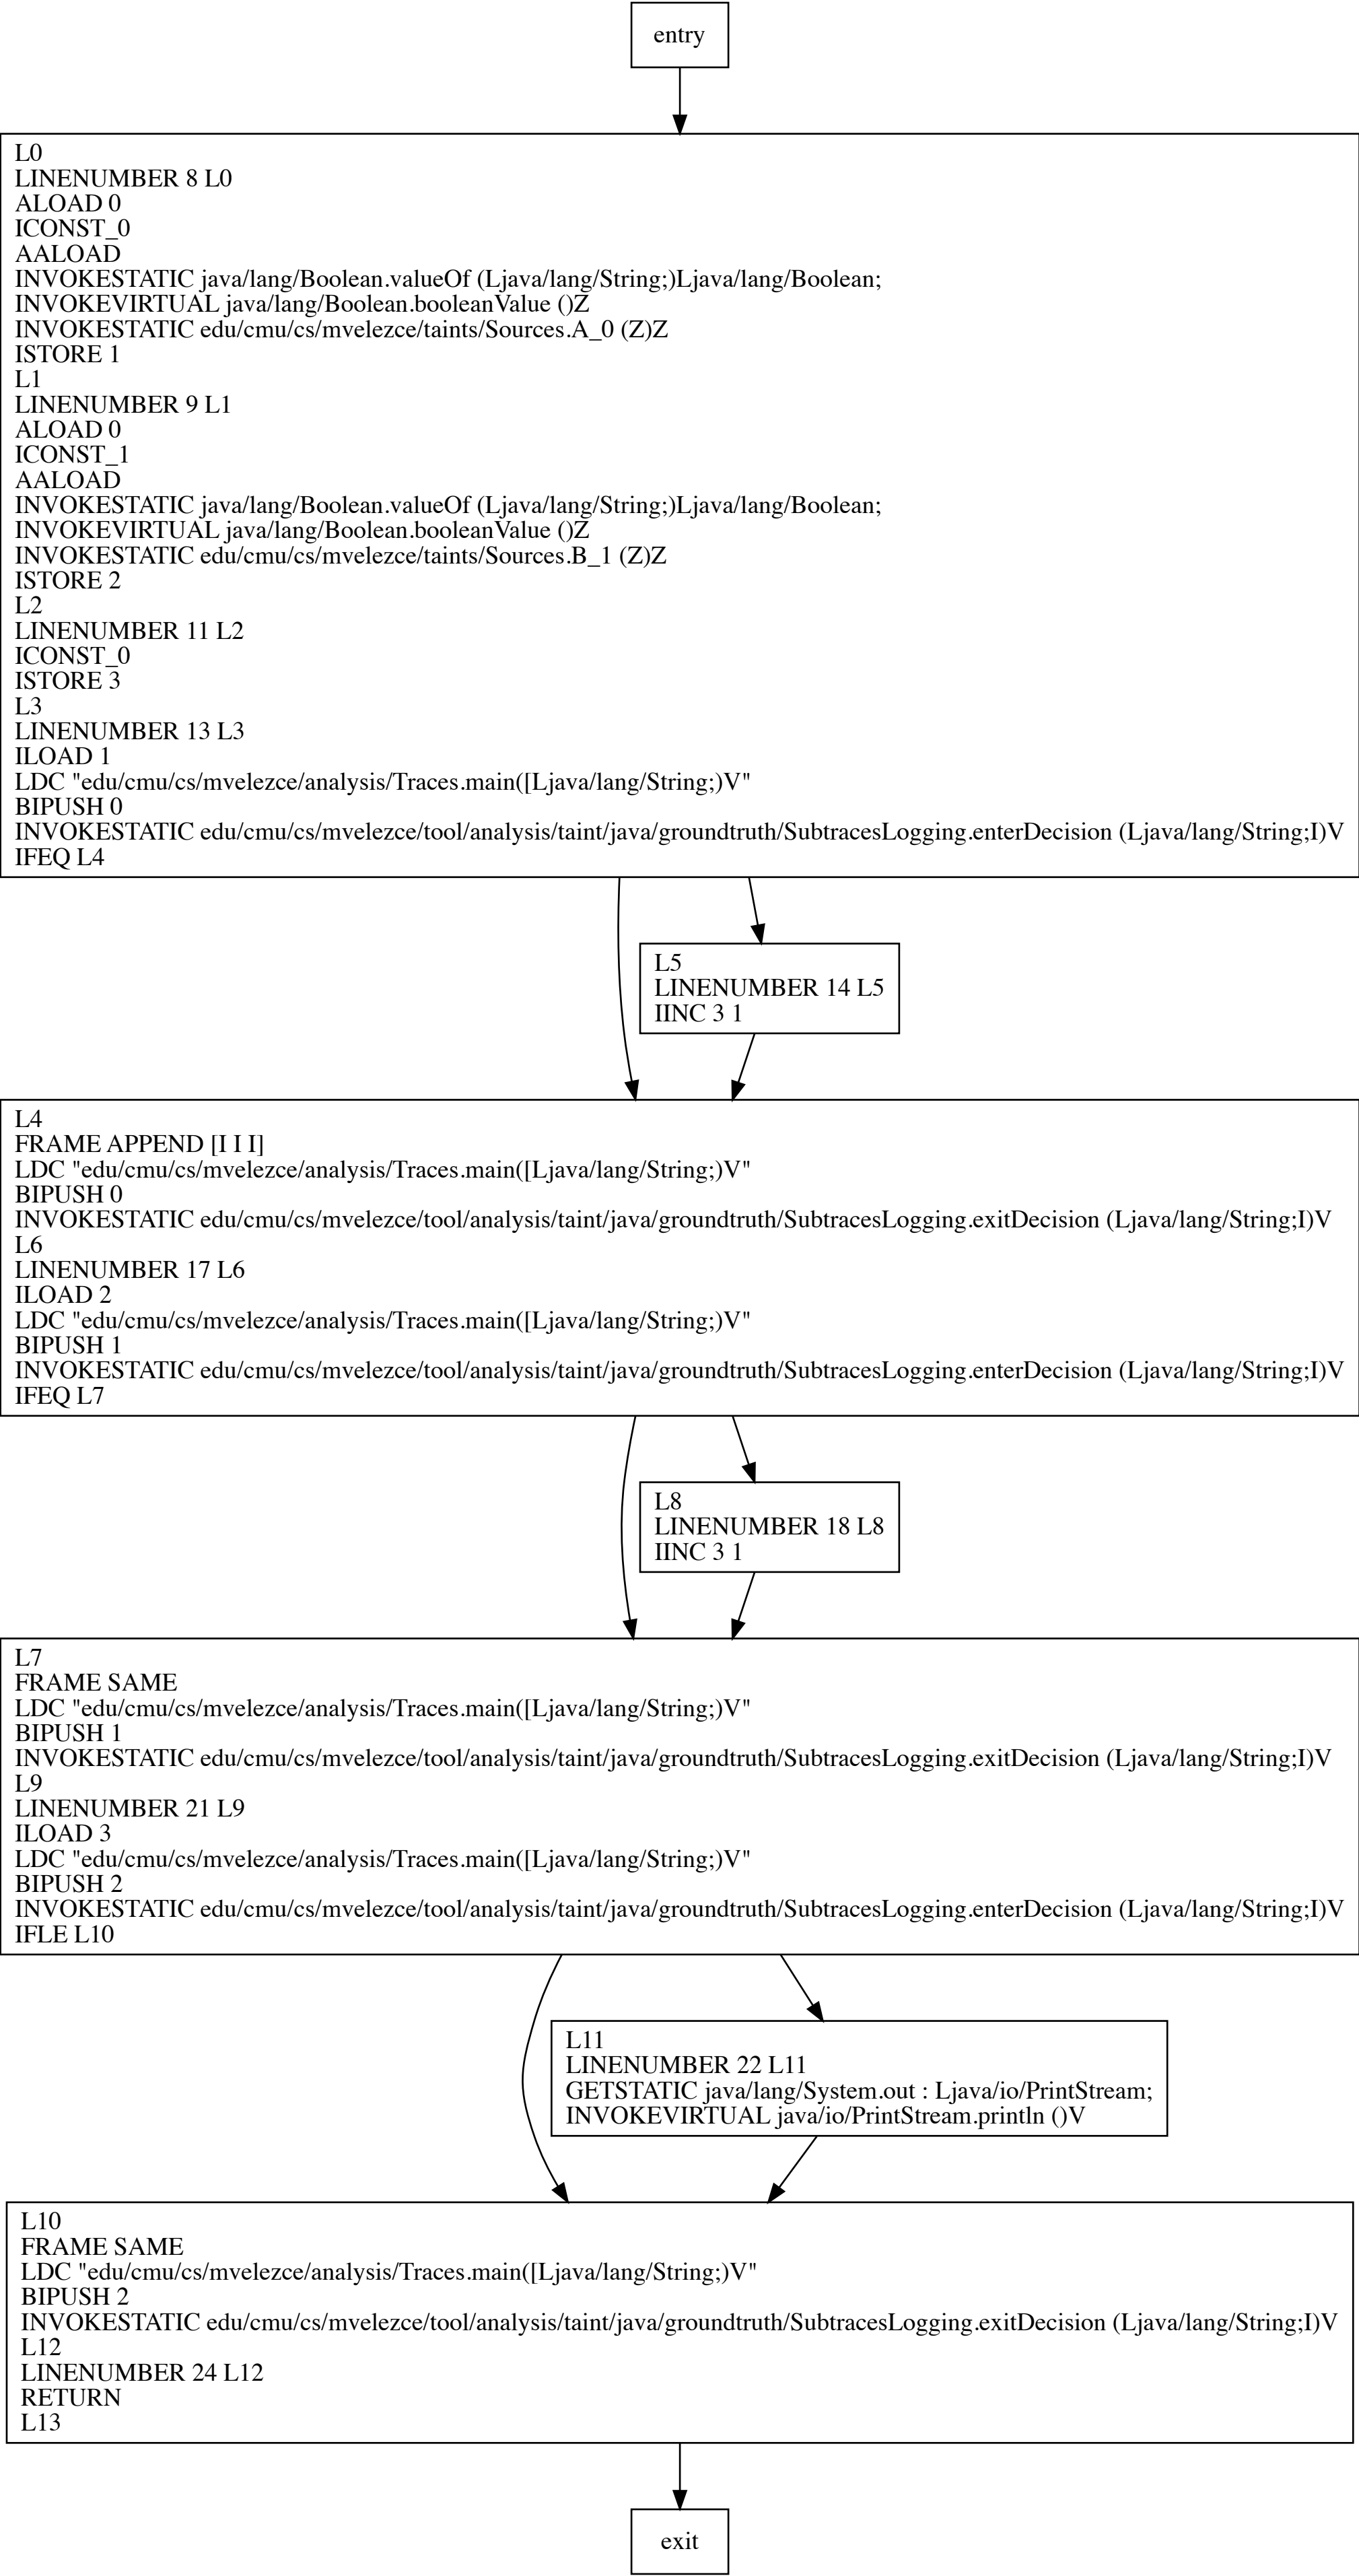 entry
L0
LINENUMBER 8 L0
ALOAD 0
ICONST_0
AALOAD
INVOKESTATIC java/lang/Boolean.valueOf (Ljava/lang/String;)Ljava/lang/Boolean;
INVOKEVIRTUAL java/lang/Boolean.booleanValue ()Z
INVOKESTATIC edu/cmu/cs/mvelezce/taints/Sources.A_0 (Z)Z
ISTORE 1
L1
LINENUMBER 9 L1
ALOAD 0
ICONST_1
AALOAD
INVOKESTATIC java/lang/Boolean.valueOf (Ljava/lang/String;)Ljava/lang/Boolean;
INVOKEVIRTUAL java/lang/Boolean.booleanValue ()Z
INVOKESTATIC edu/cmu/cs/mvelezce/taints/Sources.B_1 (Z)Z
ISTORE 2
L2
LINENUMBER 11 L2
ICONST_0
ISTORE 3
L3
LINENUMBER 13 L3
ILOAD 1
LDC "edu/cmu/cs/mvelezce/analysis/Traces.main([Ljava/lang/String;)V"
BIPUSH 0
INVOKESTATIC edu/cmu/cs/mvelezce/tool/analysis/taint/java/groundtruth/SubtracesLogging.enterDecision (Ljava/lang/String;I)V
IFEQ L4
L5
LINENUMBER 14 L5
IINC 3 1
L4
FRAME APPEND [I I I]
LDC "edu/cmu/cs/mvelezce/analysis/Traces.main([Ljava/lang/String;)V"
BIPUSH 0
INVOKESTATIC edu/cmu/cs/mvelezce/tool/analysis/taint/java/groundtruth/SubtracesLogging.exitDecision (Ljava/lang/String;I)V
L6
LINENUMBER 17 L6
ILOAD 2
LDC "edu/cmu/cs/mvelezce/analysis/Traces.main([Ljava/lang/String;)V"
BIPUSH 1
INVOKESTATIC edu/cmu/cs/mvelezce/tool/analysis/taint/java/groundtruth/SubtracesLogging.enterDecision (Ljava/lang/String;I)V
IFEQ L7
L8
LINENUMBER 18 L8
IINC 3 1
L7
FRAME SAME
LDC "edu/cmu/cs/mvelezce/analysis/Traces.main([Ljava/lang/String;)V"
BIPUSH 1
INVOKESTATIC edu/cmu/cs/mvelezce/tool/analysis/taint/java/groundtruth/SubtracesLogging.exitDecision (Ljava/lang/String;I)V
L9
LINENUMBER 21 L9
ILOAD 3
LDC "edu/cmu/cs/mvelezce/analysis/Traces.main([Ljava/lang/String;)V"
BIPUSH 2
INVOKESTATIC edu/cmu/cs/mvelezce/tool/analysis/taint/java/groundtruth/SubtracesLogging.enterDecision (Ljava/lang/String;I)V
IFLE L10
L11
LINENUMBER 22 L11
GETSTATIC java/lang/System.out : Ljava/io/PrintStream;
INVOKEVIRTUAL java/io/PrintStream.println ()V
L10
FRAME SAME
LDC "edu/cmu/cs/mvelezce/analysis/Traces.main([Ljava/lang/String;)V"
BIPUSH 2
INVOKESTATIC edu/cmu/cs/mvelezce/tool/analysis/taint/java/groundtruth/SubtracesLogging.exitDecision (Ljava/lang/String;I)V
L12
LINENUMBER 24 L12
RETURN
L13
exit